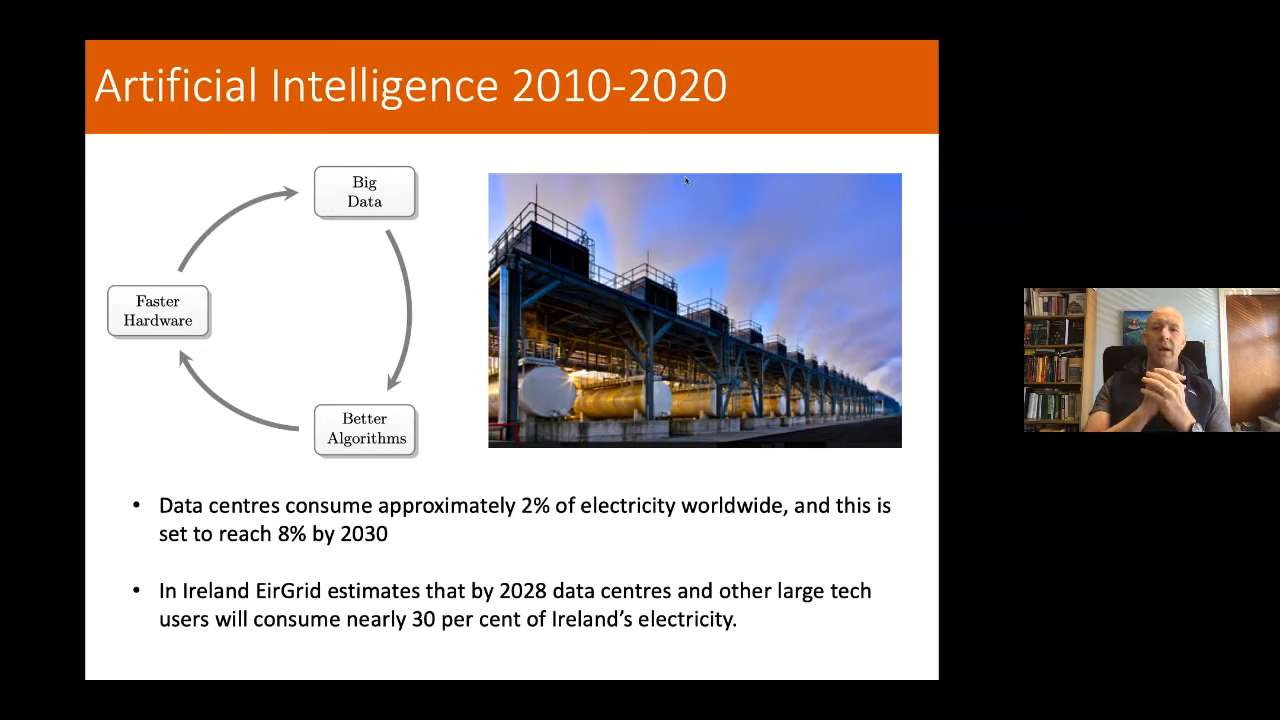 Artificial Intelligence 2010-2020
Big
Data
Faster
Hardware
Better
Algorithms
• Data centres consume approximately 2% of electricity worldwide, and this is
set to reach 8% by 2030
• In Ireland EirGrid estimates that by 2028 data centres and other large tech
users will consume nearly 30 per cent of Ireland’s electricity.